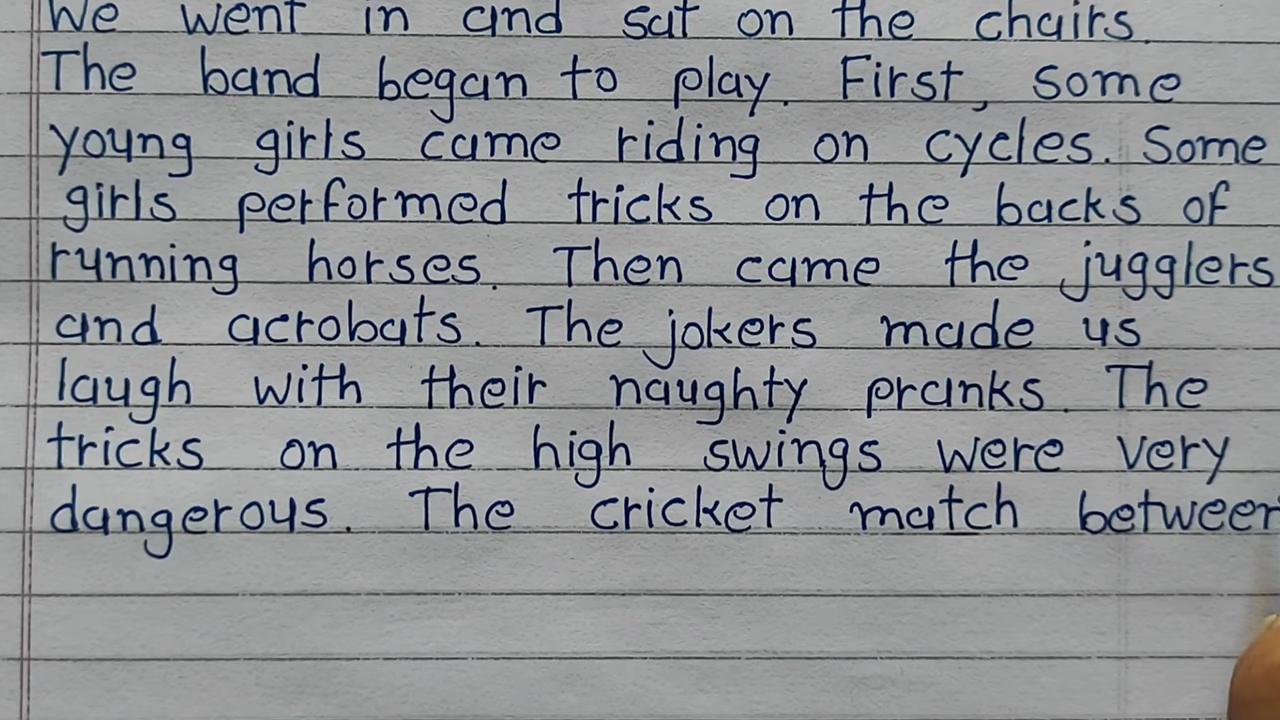 We went in and sat on the chairs.
The band began to play. First, some
young girls came riding on cycles. Some
girls performed tricks on the backs of
running horses. Then came the jugglers
and acrobats. The jokers made us
laugh with their naughty pranks. The
tricks on the high swings were very
dangerous. The cricket match between